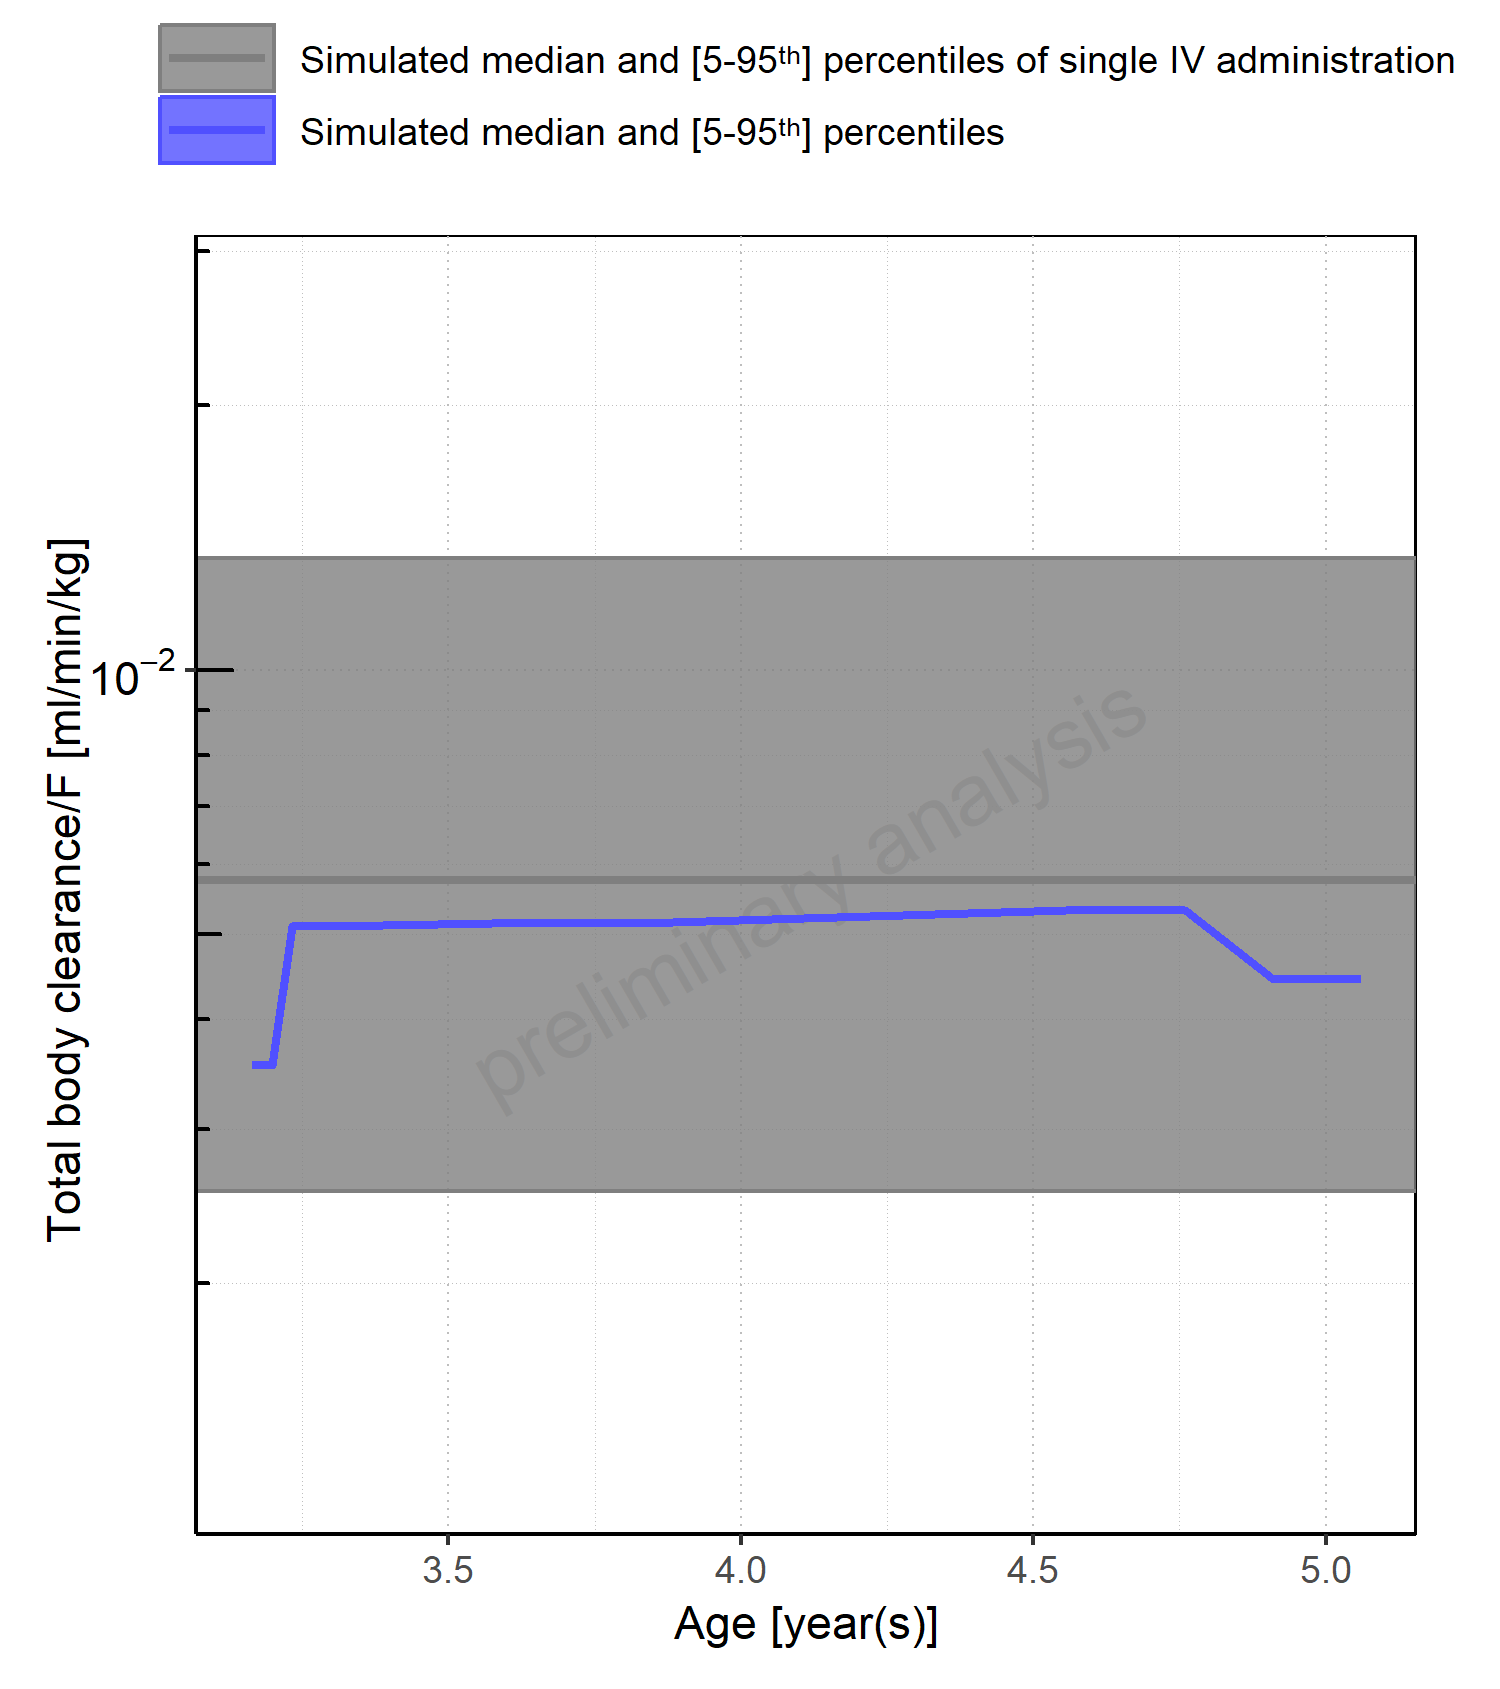 Simulated median and [5-95ᵗʰ] percentiles of single IV administration
Simulated median and [5-95ᵗʰ] percentiles
Total body clearance/F [ml/min/kg]
10⁻²
preliminary analysis
3.5 4.0 4.5 5.0
Age [year(s)]